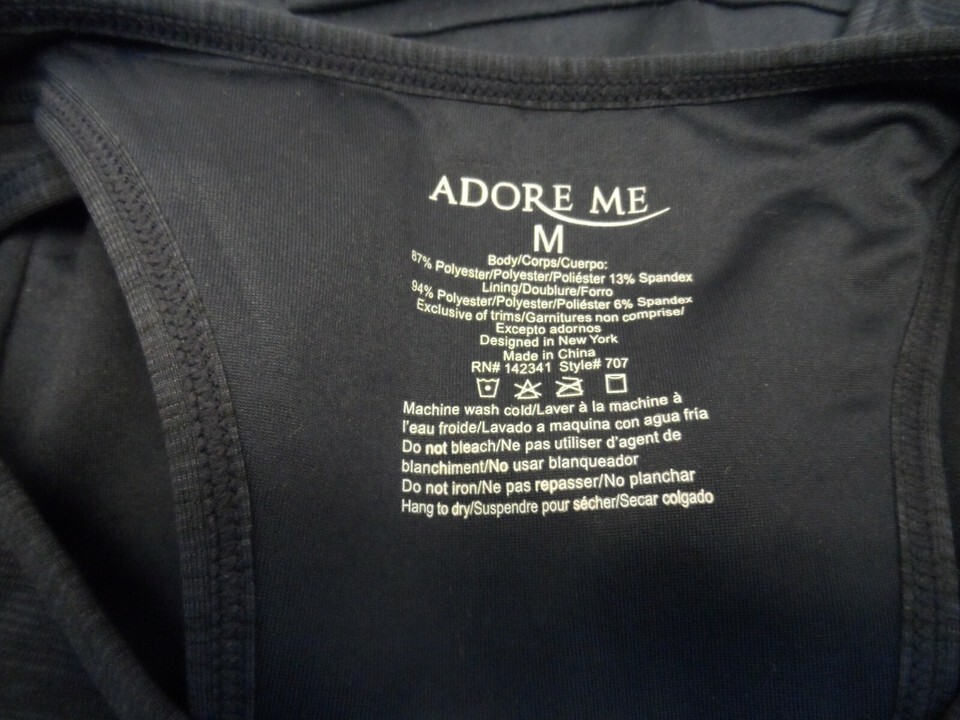 ADORE ME
M
Body/Corps/Cuerpo:
87% Polyester/Polyester/Poliéster 13% Spandex
Lining/Doublure/Forro
94% Polyester/Polyester/Poliéster 6% Spandex
Exclusive of trims/Garnitures non comprise/
Excepto adornos
Designed in New York
Made in China
RN# 142341 Style# 707
Machine wash cold/Laver à la machine à
l'eau froide/Lavado a maquina con agua fría
Do not bleach/Ne pas utiliser d'agent de
blanchiment/No usar blanqueador
Do not iron/Ne pas repasser/No planchar
Hang to dry/Suspendre pour sécher/Secar colgado